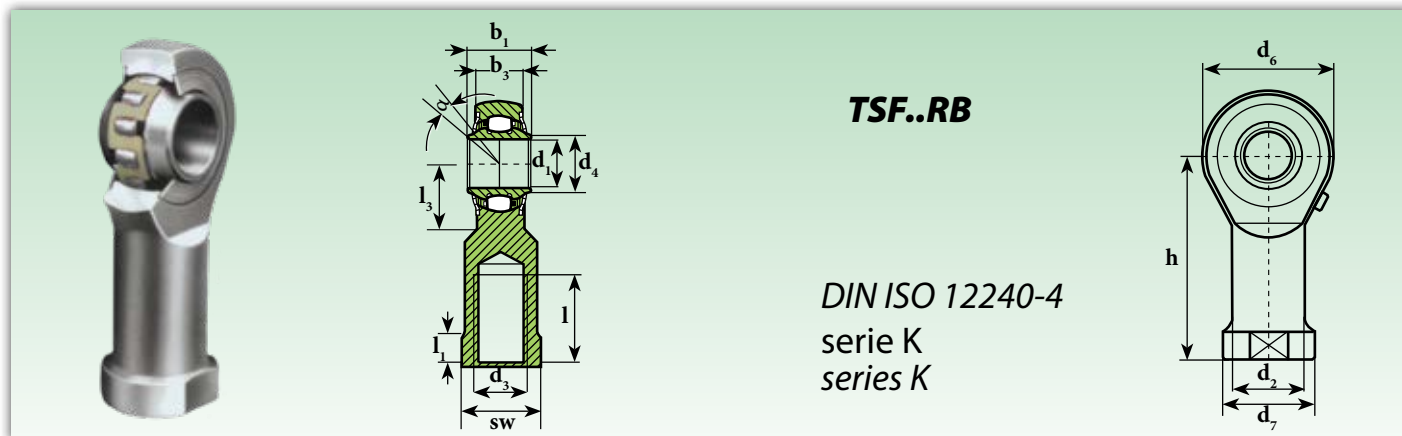 b₁
b₃
α
d₁
d₄
l₃
l
l₁
d₃
sw
TSF..RB
DIN ISO 12240-4
serie K
series K
d₆
h
d₂
d₇